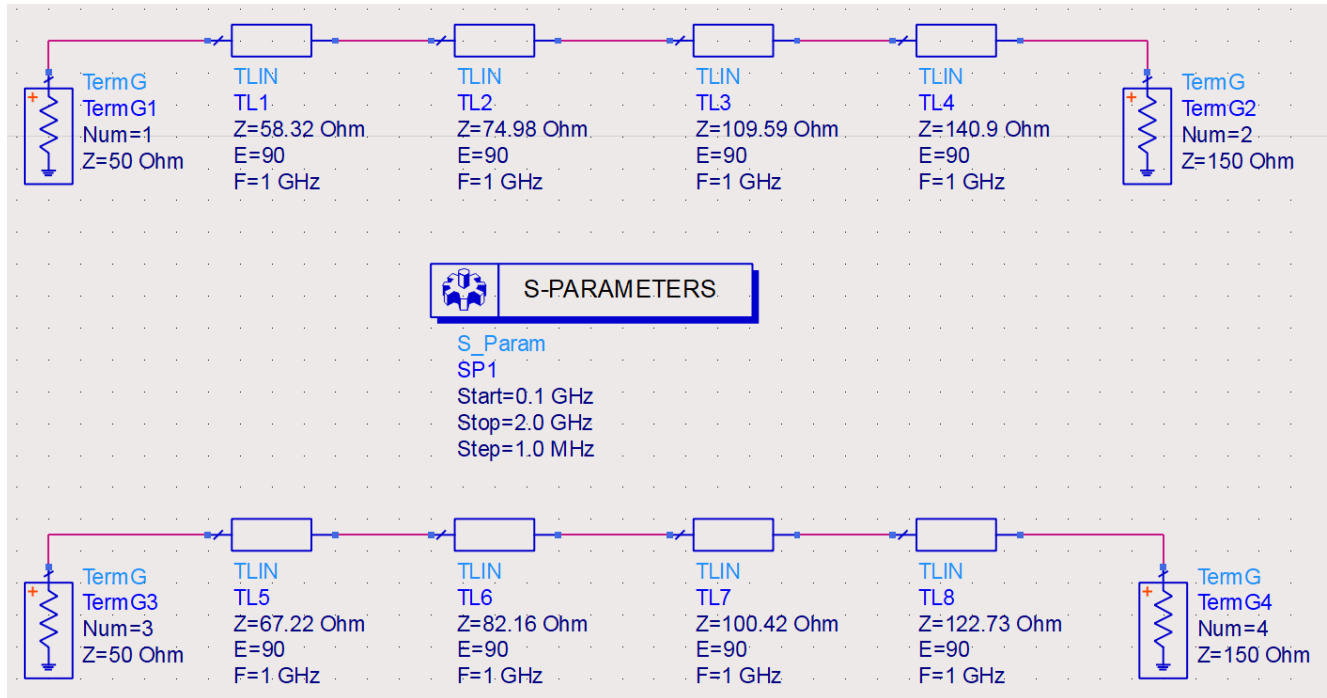 TermG
TermG1
Num=1
Z=50 Ohm
TLIN
TL1
Z=58.32 Ohm
E=90
F=1 GHz
TLIN
TL2
Z=74.98 Ohm
E=90
F=1 GHz
TLIN
TL3
Z=109.59 Ohm
E=90
F=1 GHz
TLIN
TL4
Z=140.9 Ohm
E=90
F=1 GHz
TermG
TermG2
Num=2
Z=150 Ohm
S-PARAMETERS
S_Param
SP1
Start=0.1 GHz
Stop=2.0 GHz
Step=1.0 MHz
TermG
TermG3
Num=3
Z=50 Ohm
TLIN
TL5
Z=67.22 Ohm
E=90
F=1 GHz
TLIN
TL6
Z=82.16 Ohm
E=90
F=1 GHz
TLIN
TL7
Z=100.42 Ohm
E=90
F=1 GHz
TLIN
TL8
Z=122.73 Ohm
E=90
F=1 GHz
TermG
TermG4
Num=4
Z=150 Ohm